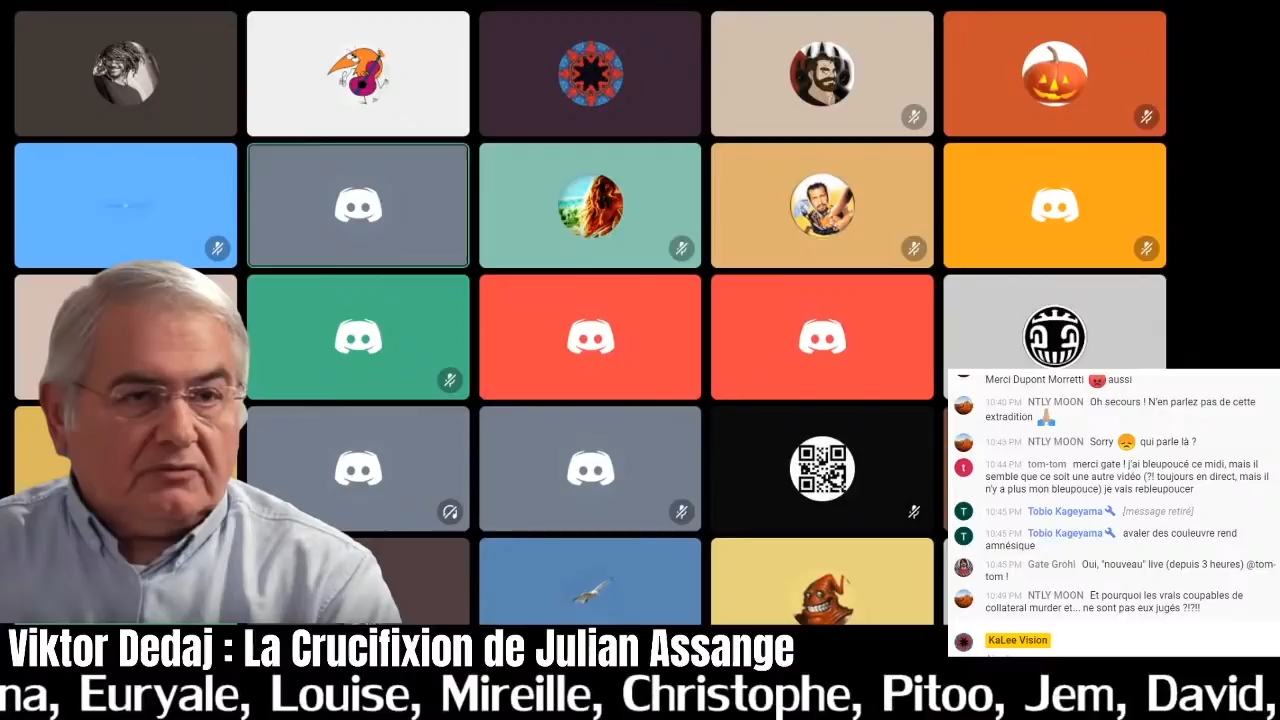 Merci Dupont Morretti aussi
10:40 PM NTLY MOON Oh secours ! N'en parlez pas de cette
extradition
10:43 PM NTLY MOON Sorry qui parle là ?
10:44 PM tom-tom merci gate ! j'ai bleupoucé ce midi, mais il
semble que ce soit une autre vidéo (?! toujours en direct, mais il
n'y a plus mon bleupouce) je vais rebleupoucer
10:45 PM Tobio Kageyama [message retiré]
10:45 PM Tobio Kageyama avaler des couleuvre rend
amnésique
10:45 PM Gate Grohl Oui, "nouveau" live (depuis 3 heures) @tom-
tom !
10:49 PM NTLY MOON Et pourquoi les vrais coupables de
collateral murder et... ne sont pas eux jugés ?!?!!
KaLee Vision
Viktor Dedaj : La Crucifixion de Julian Assange
na, Euryale, Louise, Mireille, Christophe, Pitoo, Jem, David,